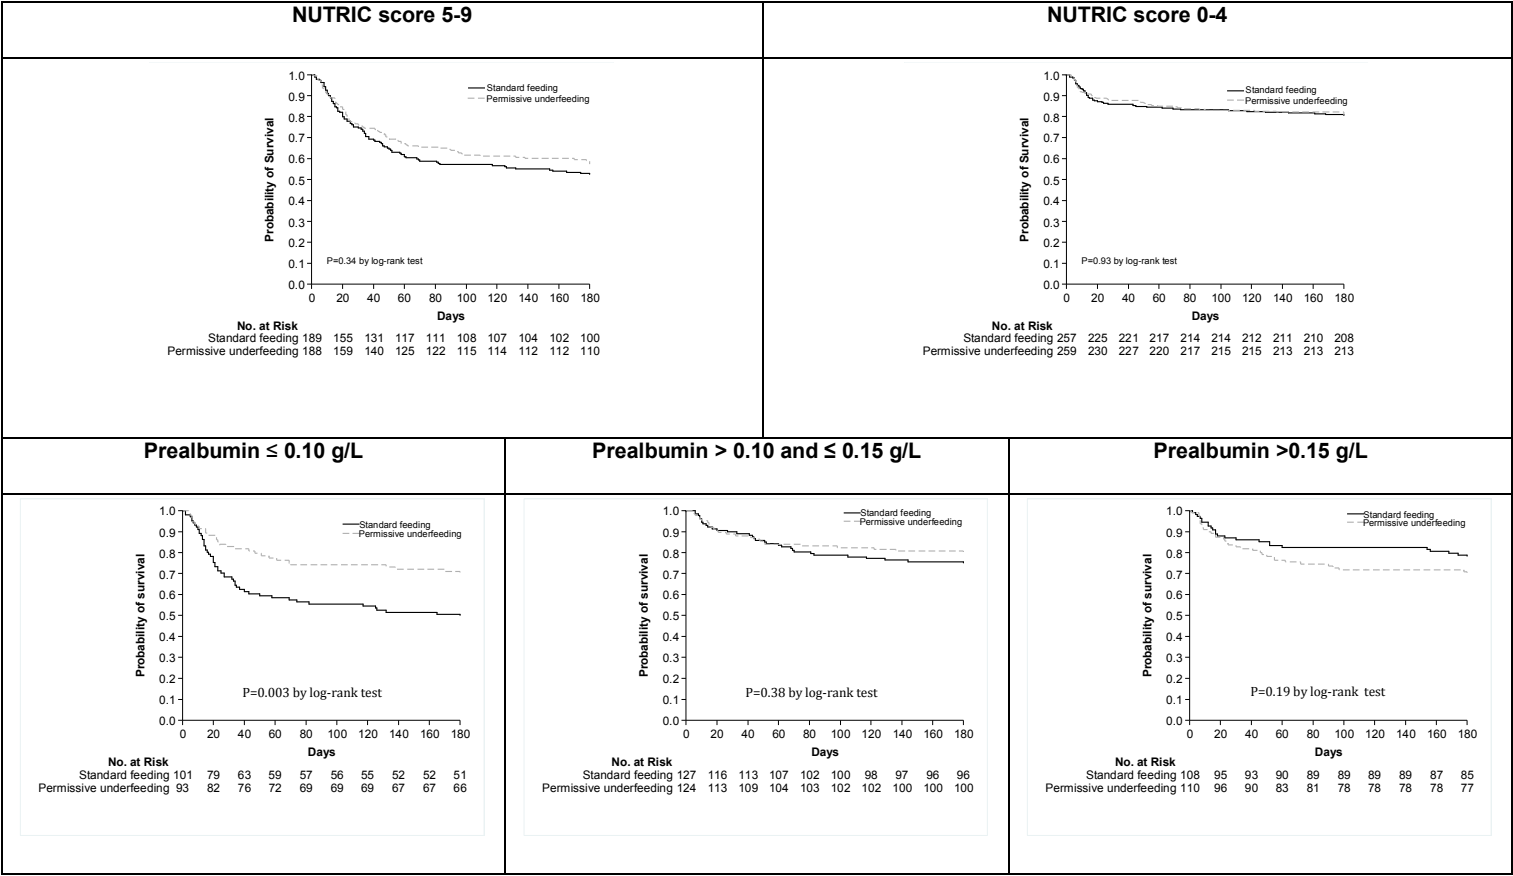 NUTRIC score 5-9
1.0
0.9
0.8
0.7
0.6
0.5
0.4
0.3
0.2
0.1
0.0
Probability of Survival
Standard feeding
Permissive underfeeding
P=0.34 by log-rank test
0 20 40 60 80 100 120 140 160 180
Days
No. at Risk
Standard feeding 189 155 131 117 111 108 107 104 102 100
Permissive underfeeding 188 159 140 125 122 115 114 112 112 110
NUTRIC score 0-4
1.0
0.9
0.8
0.7
0.6
0.5
0.4
0.3
0.2
0.1
0.0
Probability of Survival
Standard feeding
Permissive underfeeding
P=0.93 by log-rank test
0 20 40 60 80 100 120 140 160 180
Days
No. at Risk
Standard feeding 257 225 221 217 214 214 212 211 210 208
Permissive underfeeding 259 230 227 220 217 215 215 213 213 213
Prealbumin ≤ 0.10 g/L
1.0
0.9
0.8
0.7
0.6
0.5
0.4
0.3
0.2
0.1
0.0
Probability of survival
Standard feeding
Permissive underfeeding
P=0.003 by log-rank test
0 20 40 60 80 100 120 140 160 180
Days
No. at Risk
Standard feeding 101 79 63 59 57 56 55 52 52 51
Permissive underfeeding 93 82 76 72 69 69 69 67 67 66
Prealbumin > 0.10 and ≤ 0.15 g/L
1.0
0.9
0.8
0.7
0.6
0.5
0.4
0.3
0.2
0.1
0.0
Probability of survival
Standard feeding
Permissive underfeeding
P=0.38 by log-rank test
0 20 40 60 80 100 120 140 160 180
Days
No. at Risk
Standard feeding 127 116 113 107 102 100 98 97 96 96
Permissive underfeeding 124 113 109 104 103 102 102 100 100 100
Prealbumin >0.15 g/L
1.0
0.9
0.8
0.7
0.6
0.5
0.4
0.3
0.2
0.1
0.0
Probability of survival
Standard feeding
Permissive underfeeding
P=0.19 by log-rank test
0 20 40 60 80 100 120 140 160 180
Days
No. at Risk
Standard feeding 108 95 93 90 89 89 89 89 87 85
Permissive underfeeding 110 96 90 83 81 78 78 78 78 77